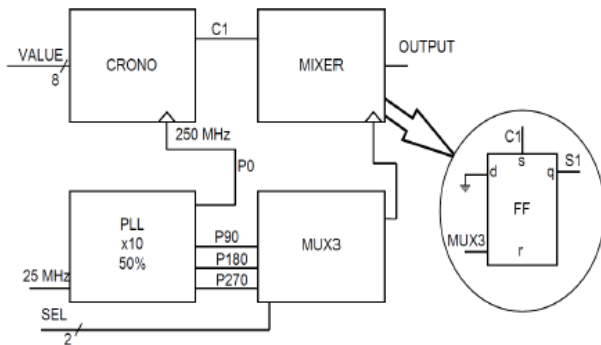 C1
VALUE
8
CRONO
MIXER
OUTPUT
250 MHz
P0
C1
d
s
q
S1
FF
MUX3
r
PLL
x10
50%
P90
P180
P270
MUX3
25 MHz
SEL
2